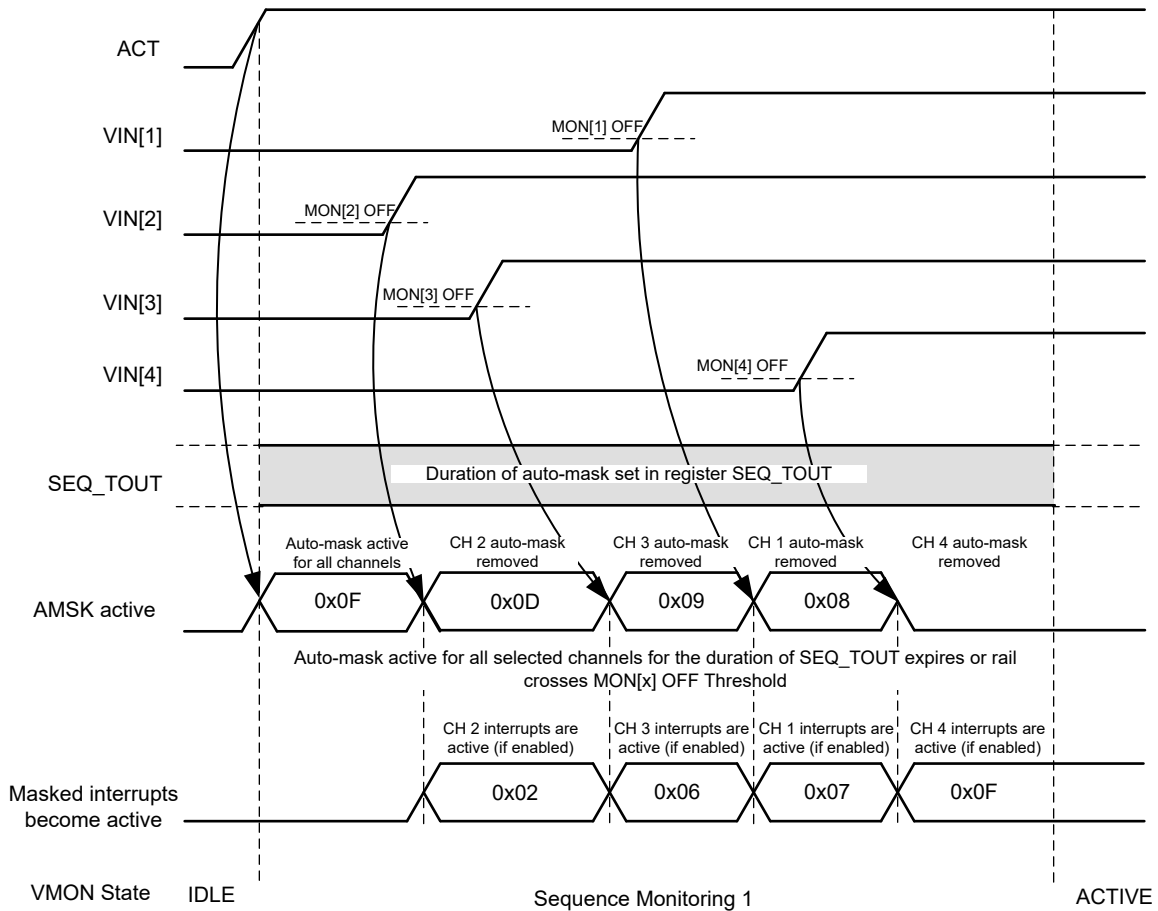 ACT
VIN[1]
MON[1] OFF
VIN[2]
MON[2] OFF
VIN[3]
MON[3] OFF
VIN[4]
MON[4] OFF
SEQ_TOUT
Duration of auto-mask set in register SEQ_TOUT
Auto-mask active
for all channels
CH 2 auto-mask
removed
CH 3 auto-mask
removed
CH 1 auto-mask
removed
CH 4 auto-mask
removed
AMSK active
0x0F
0x0D
0x09
0x08
Auto-mask active for all selected channels for the duration of SEQ_TOUT expires or rail
crosses MON[x] OFF Threshold
CH 2 interrupts are
active (if enabled)
CH 3 interrupts are
active (if enabled)
CH 1 interrupts are
active (if enabled)
CH 4 interrupts are
active (if enabled)
Masked interrupts
become active
0x02
0x06
0x07
0x0F
VMON State
IDLE
Sequence Monitoring 1
ACTIVE